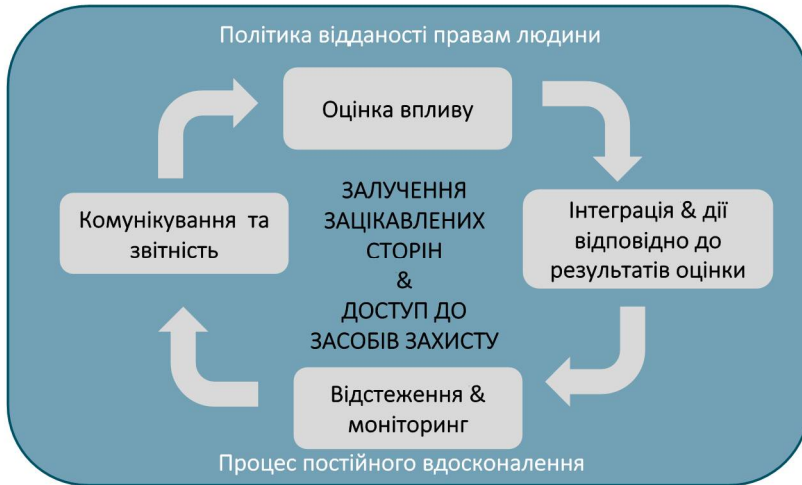 Політика відданості правам людини
Оцінка впливу
Інтеграція & дії
відповідно до
результатів оцінки
Відстеження &
моніторинг
Комунікування та
звітність
ЗАЛУЧЕННЯ
ЗАЦІКАВЛЕНИХ
СТОРІН
&
ДОСТУП ДО
ЗАСОБІВ ЗАХИСТУ
Процес постійного вдосконалення